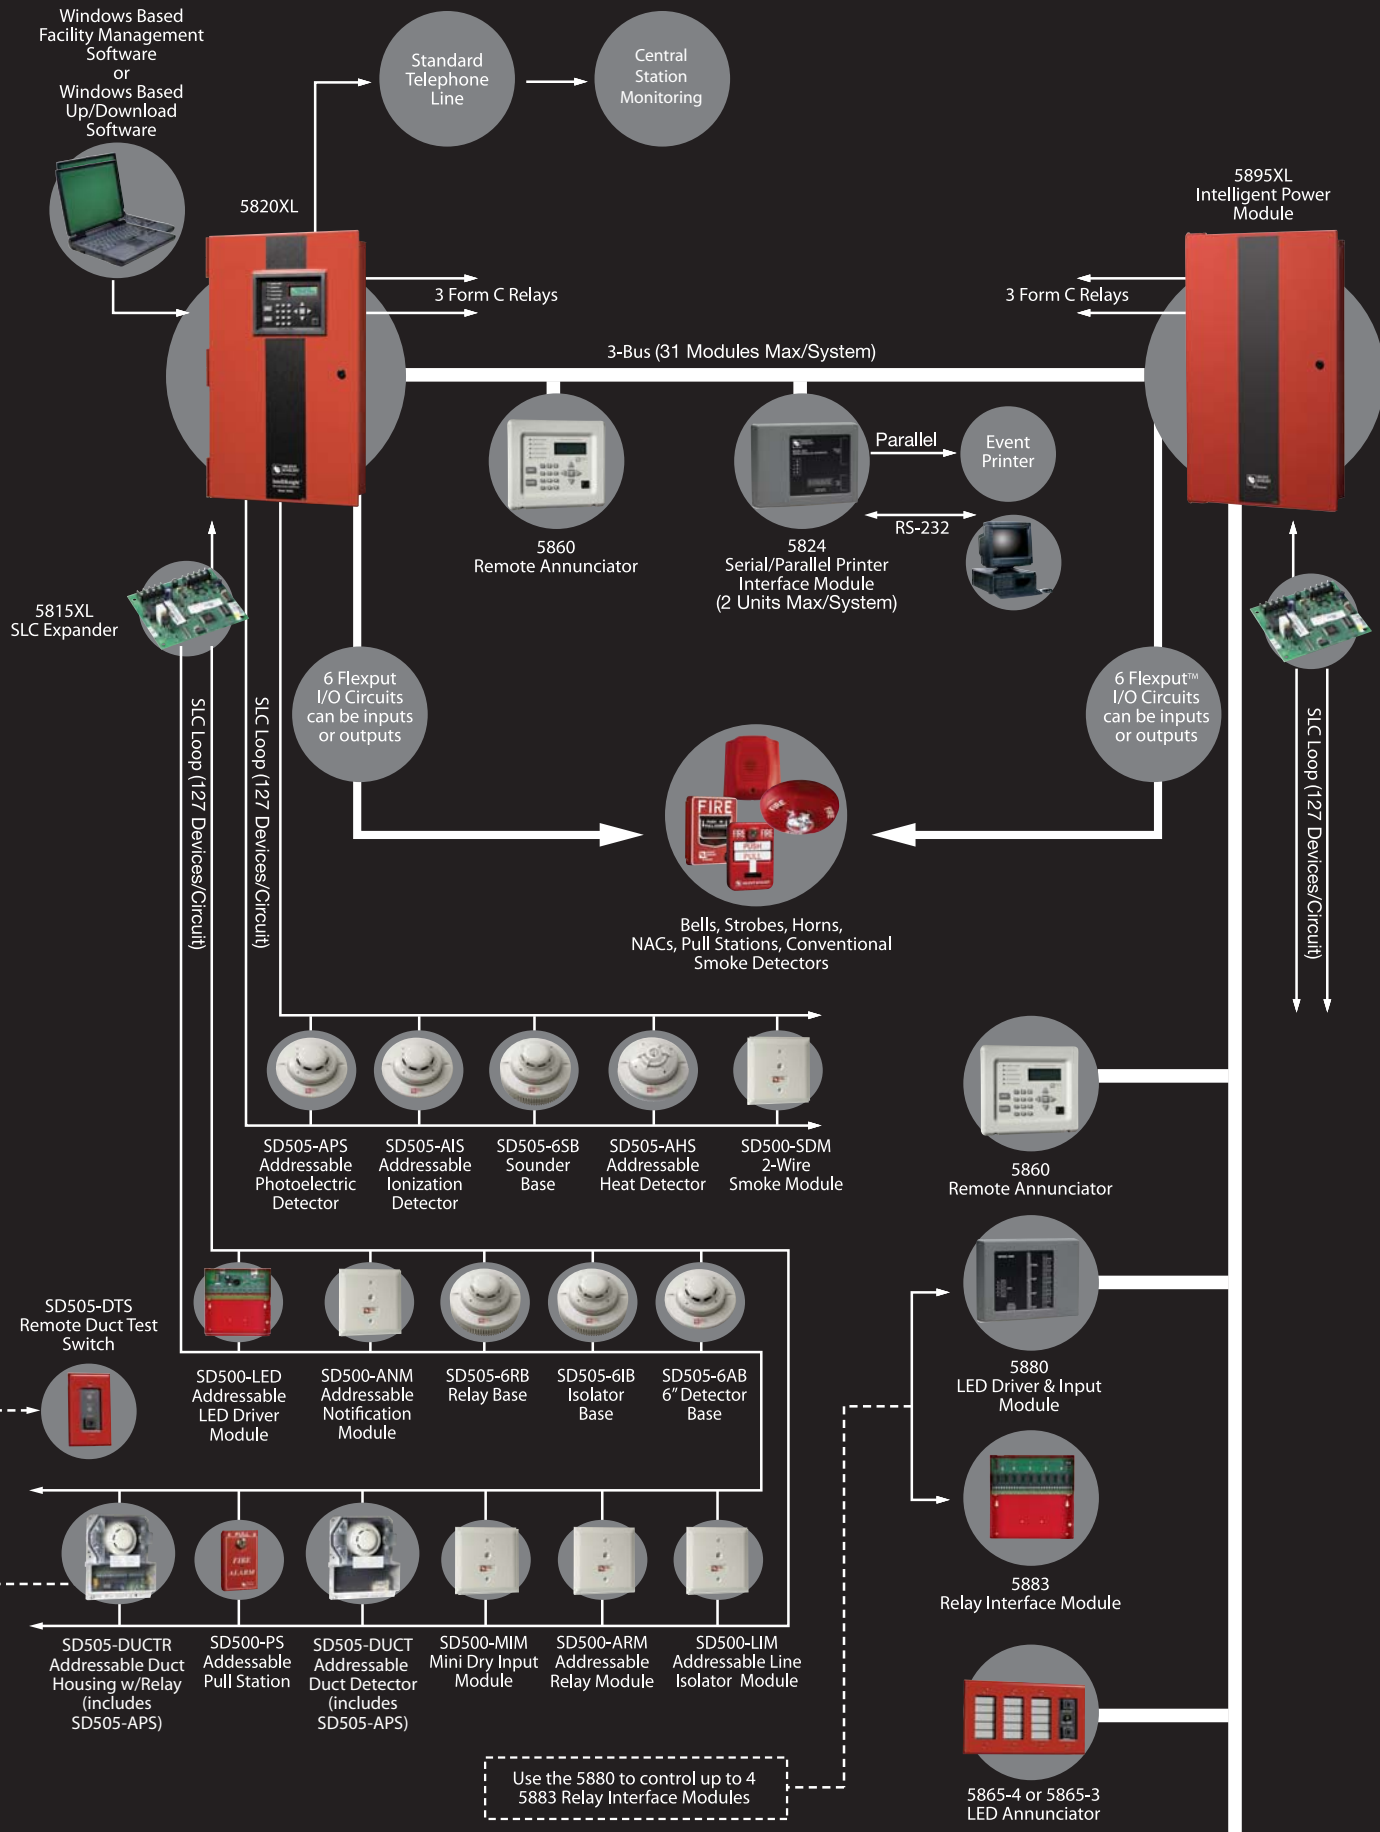 Windows Based
Facility Management
Software
or
Windows Based
Up/Download
Software
Standard
Telephone
Line
Central
Station
Monitoring
5820XL
5895XL
Intelligent Power
Module
3 Form C Relays
3 Form C Relays
3-Bus (31 Modules Max/System)
5860
Remote Annunciator
Parallel
Event
Printer
RS-232
5824
Serial/Parallel Printer
Interface Module
(2 Units Max/System)
5815XL
SLC Expander
6 Flexput
I/O Circuits
can be inputs
or outputs
6 Flexput™
I/O Circuits
can be inputs
or outputs
SLC Loop (127 Devices/Circuit)
SLC Loop (127 Devices/Circuit)
SLC Loop (127 Devices/Circuit)
FIRE
FIRE
FIRE
FIRE FIRE
PUSH
PULL
Bells, Strobes, Horns,
NACs, Pull Stations, Conventional
Smoke Detectors
SD505-APS
Addressable
Photoelectric
Detector
SD505-AIS
Addressable
Ionization
Detector
SD505-6SB
Sounder
Base
SD505-AHS
Addressable
Heat Detector
SD500-SDM
2-Wire
Smoke Module
5860
Remote Annunciator
SD505-DTS
Remote Duct Test
Switch
SD500-LED
Addressable
LED Driver
Module
SD500-ANM
Addressable
Notification
Module
SD505-6RB
Relay Base
SD505-6IB
Isolator
Base
SD505-6AB
6" Detector
Base
5880
LED Driver & Input
Module
5883
Relay Interface Module
PULL
FIRE
ALARM
SD505-DUCTR
Addressable Duct
Housing w/Relay
(includes
SD505-APS)
SD500-PS
Addessable
Pull Station
SD505-DUCT
Addressable
Duct Detector
(includes
SD505-APS)
SD500-MIM
Mini Dry Input
Module
SD500-ARM
Addressable
Relay Module
SD500-LIM
Addressable Line
Isolator Module
Use the 5880 to control up to 4
5883 Relay Interface Modules
5865-4 or 5865-3
LED Annunciator